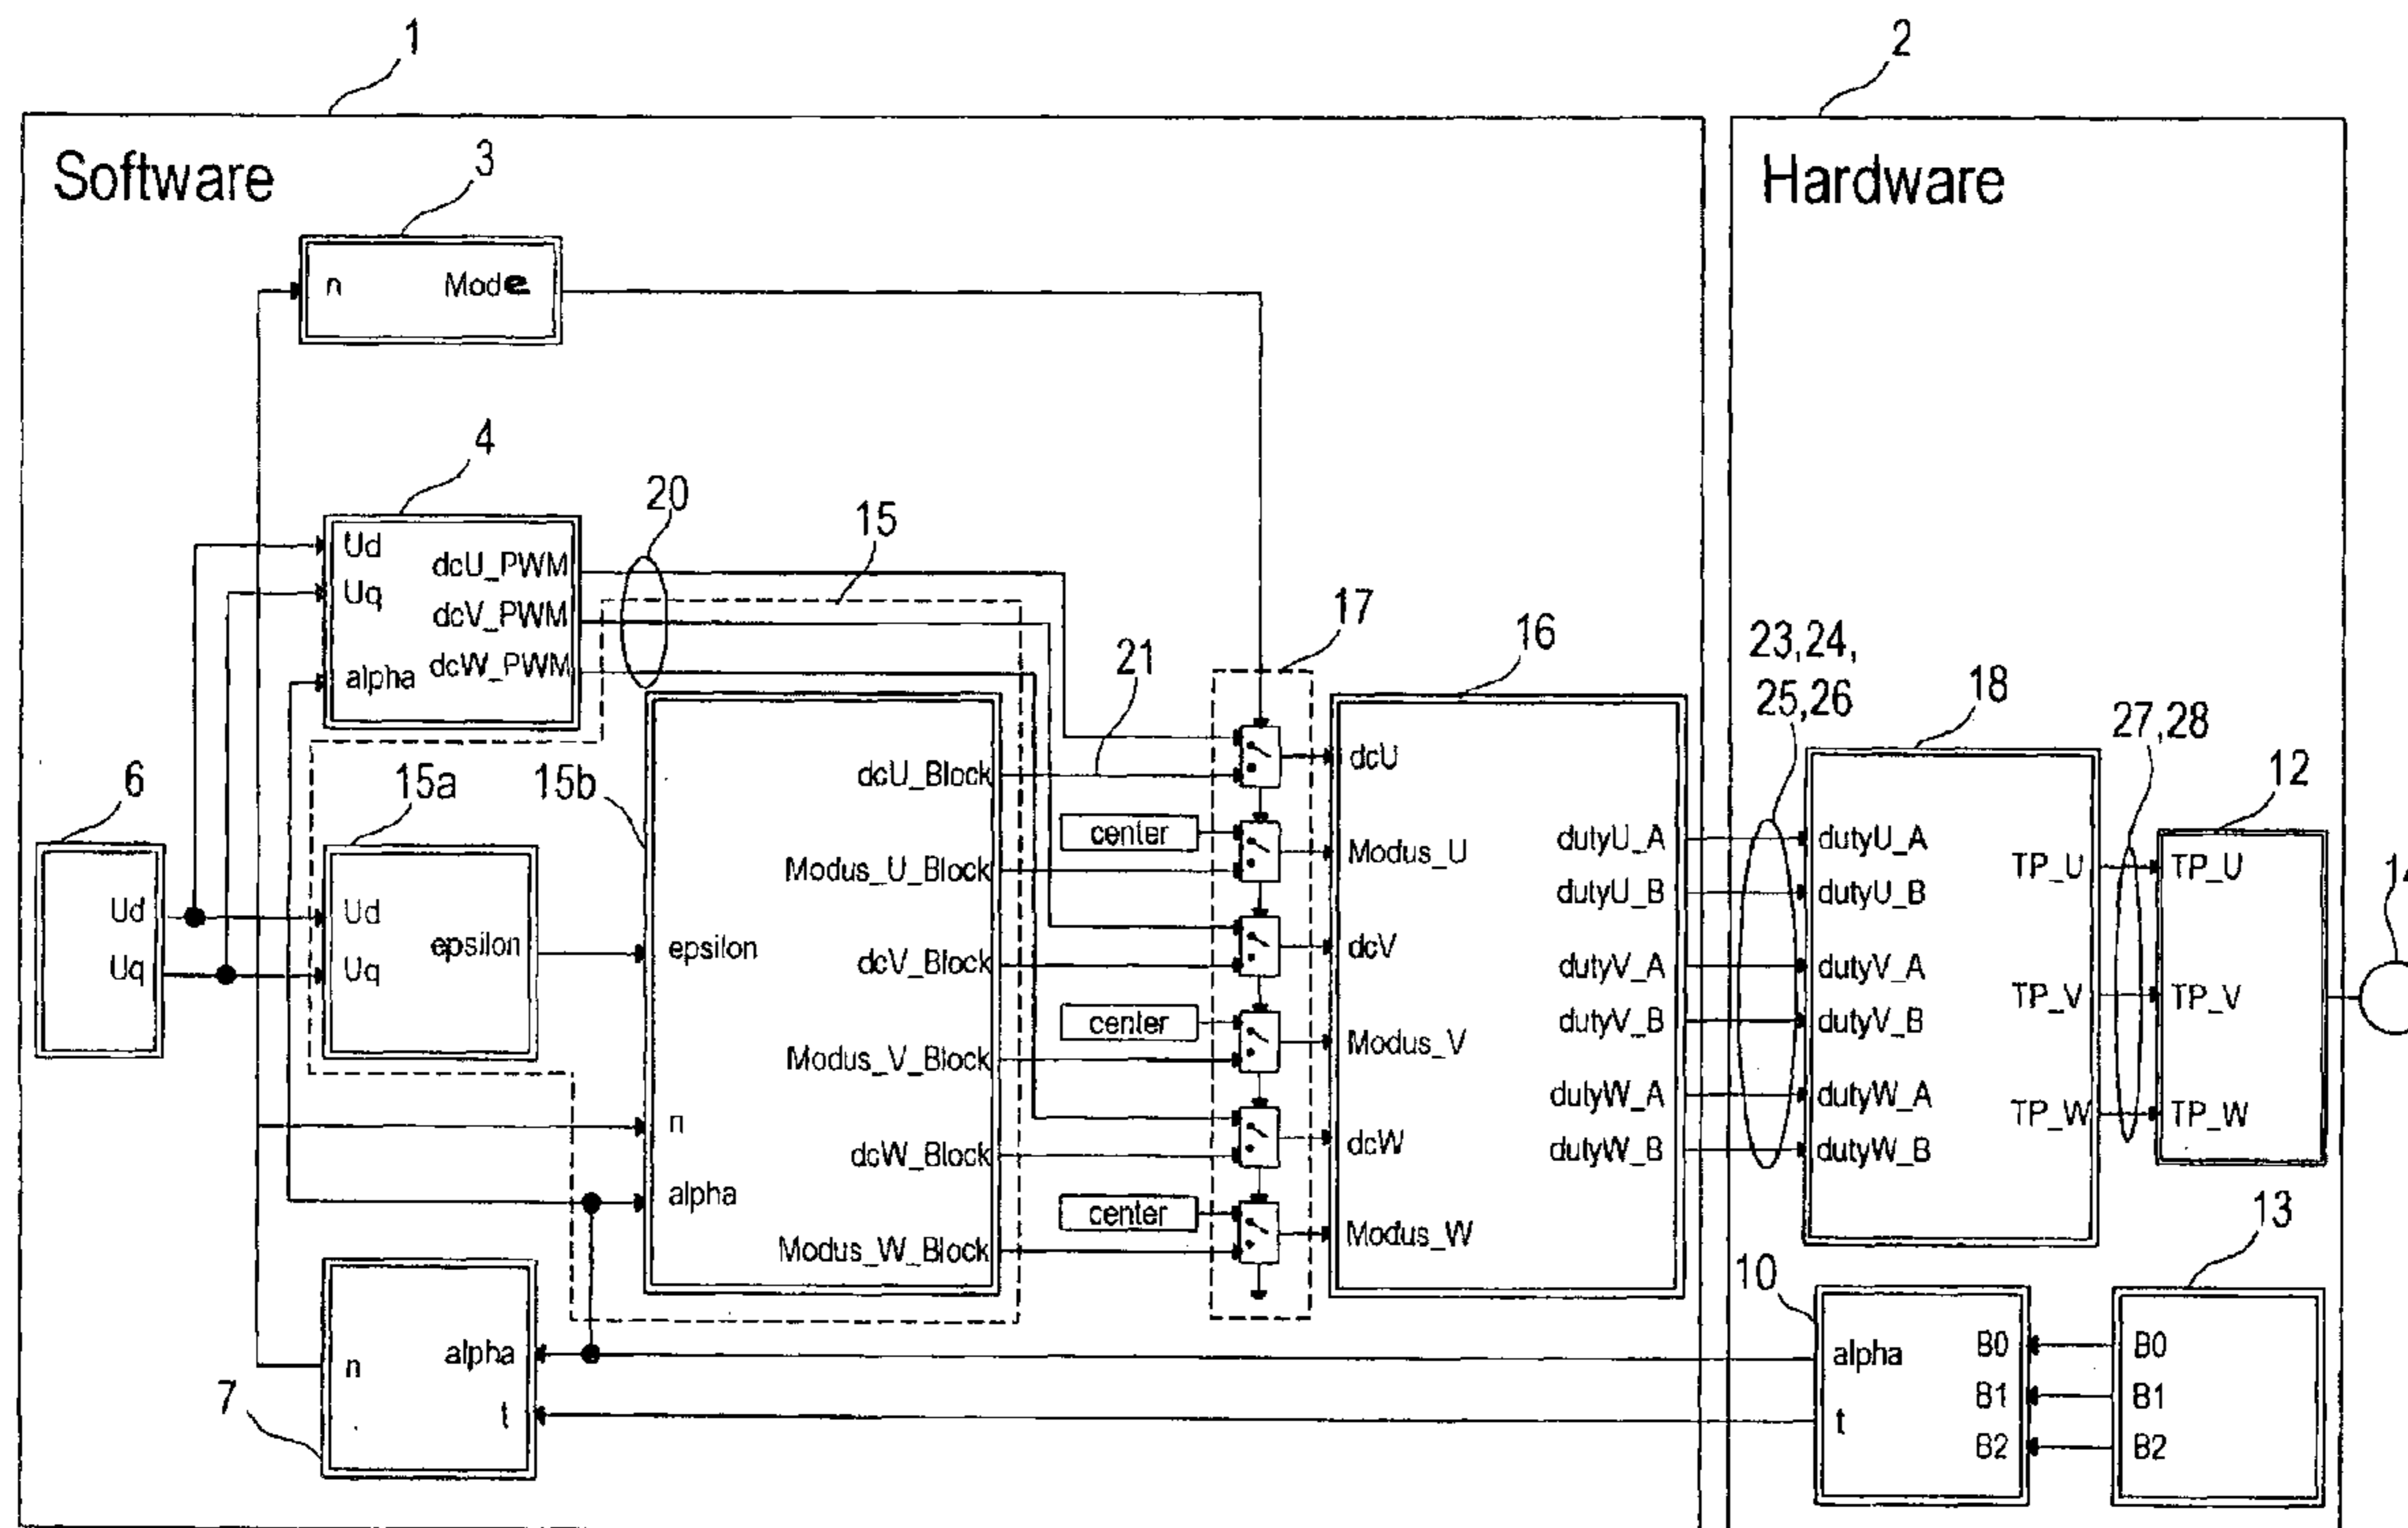 1
2
Software
Hardware
3
n
Mode
4
Ud
Uq
alpha
dcU_PWM
dcV_PWM
dcW_PWM
20
15
17
16
21
23,24,
25,26
18
27,28
12
6
Ud
Uq
15a
Ud
Uq
epsilon
15b
epsilon
n
alpha
dcU_Block
Modus_U_Block
dcV_Block
Modus_V_Block
dcW_Block
Modus_W_Block
center
center
center
dcU
Modus_U
dcV
Modus_V
dcW
Modus_W
dutyU_A
dutyU_B
dutyV_A
dutyV_B
dutyW_A
dutyW_B
dutyU_A
dutyU_B
dutyV_A
dutyV_B
dutyW_A
dutyW_B
TP_U
TP_V
TP_W
TP_U
TP_V
TP_W
14
7
n
alpha
t
10
alpha
t
B0
B1
B2
13
B0
B1
B2